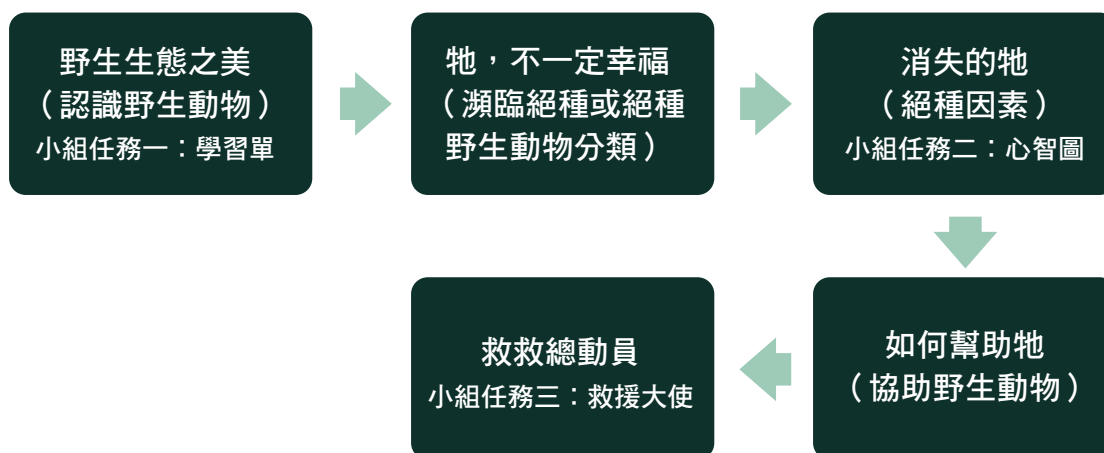 野生生態之美
（認識野生動物）
小組任務一：學習單
牠，不一定幸福
（瀕臨絕種或絕種
野生動物分類）
消失的牠
（絕種因素）
小組任務二：心智圖
如何幫助牠
（協助野生動物）
救救總動員
小組任務三：救援大使